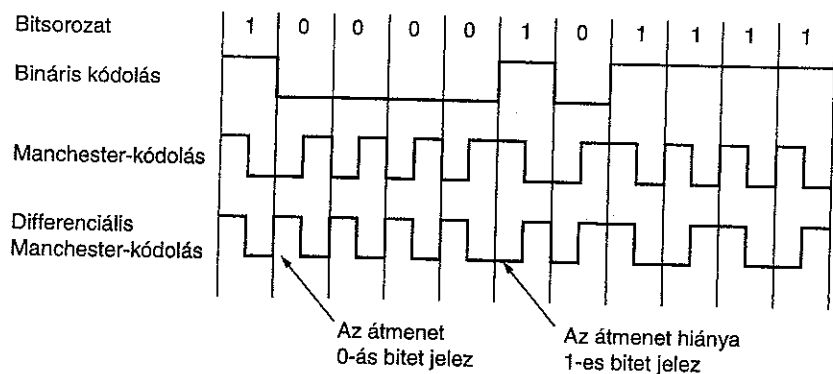 Bitsorozat 1 0 0 0 0 1 0 1 1 1 1
Bináris kódolás
Manchester-kódolás
Differenciális
Manchester-kódolás
Az átmenet
0-ás bitet jelez
Az átmenet hiánya
1-es bitet jelez